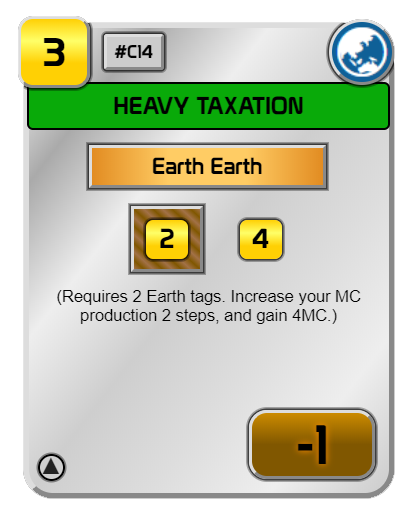 3
#C14
HEAVY TAXATION
Earth Earth
2 4
(Requires 2 Earth tags. Increase your MC
production 2 steps, and gain 4MC.)
-1